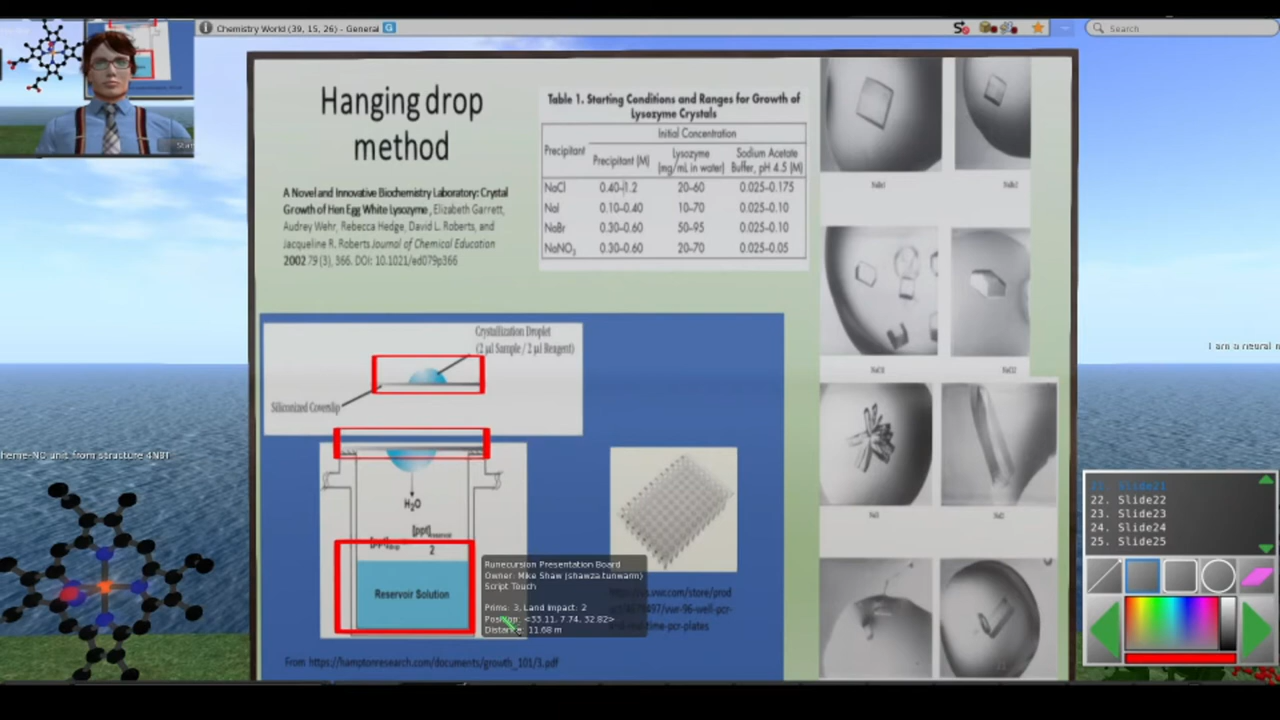 Chemistry World (39, 15, 26) - General
Search
Hanging drop
method
A Novel and Innovative Biochemistry Laboratory: Crystal
Growth of Hen Egg White Lysozyme , Elizabeth Garrett,
Audrey Wehr, Rebecca Hedge, David L. Roberts, and
Jacqueline R. Roberts Journal of Chemical Education
2002 79 (3), 366. DOI: 10.1021/ed079p366
Table 1. Starting Conditions and Ranges for Growth of
Lysozyme Crystals
Initial Concentration
Precipitant
Precipitant (M)
Lysozyme
(mg/mL in water)
Sodium Acetate
Buffer, pH 4.5 (M)
NaCl 0.40-1.2 20-60 0.025-0.175
NaI 0.10-0.40 10-70 0.025-0.10
NaBr 0.30-0.60 50-95 0.025-0.10
NaNO3 0.30-0.60 20-70 0.025-0.05
Crystallization Droplet
(2 µl Sample / 2 µl Reagent)
Siliconized Coverslip
H2O
2
Reservoir Solution
From https://hamptonresearch.com/documents/growth_101/3.pdf
Runecursion Presentation Board
Owner: Mike Shaw (shawza.tunwarm)
Script Touch
Prims: 3, Land Impact: 2
Distance: 11.68 m
I am a neural
21. Slide21
22. Slide22
23. Slide23
24. Slide24
25. Slide25